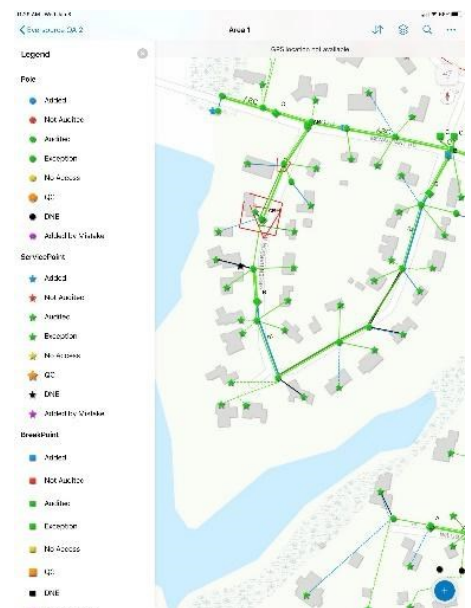 Area 1
GPS location not available
Legend
Pole
Added
Not Audited
Audited
Exception
No Access
QC
DNE
Added by Mistake
ServicePoint
Added
Not Audited
Audited
Exception
No Access
QC
DNE
Added by Mistake
BreakPoint
Added
Not Audited
Audited
Exception
No Access
QC
DNE